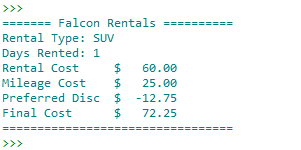 >>>
======= Falcon Rentals ==========
Rental Type: SUV
Days Rented: 1
Rental Cost     $   60.00
Mileage Cost    $   25.00
Preferred Disc  $  -12.75
Final Cost      $   72.25
=================================
>>>